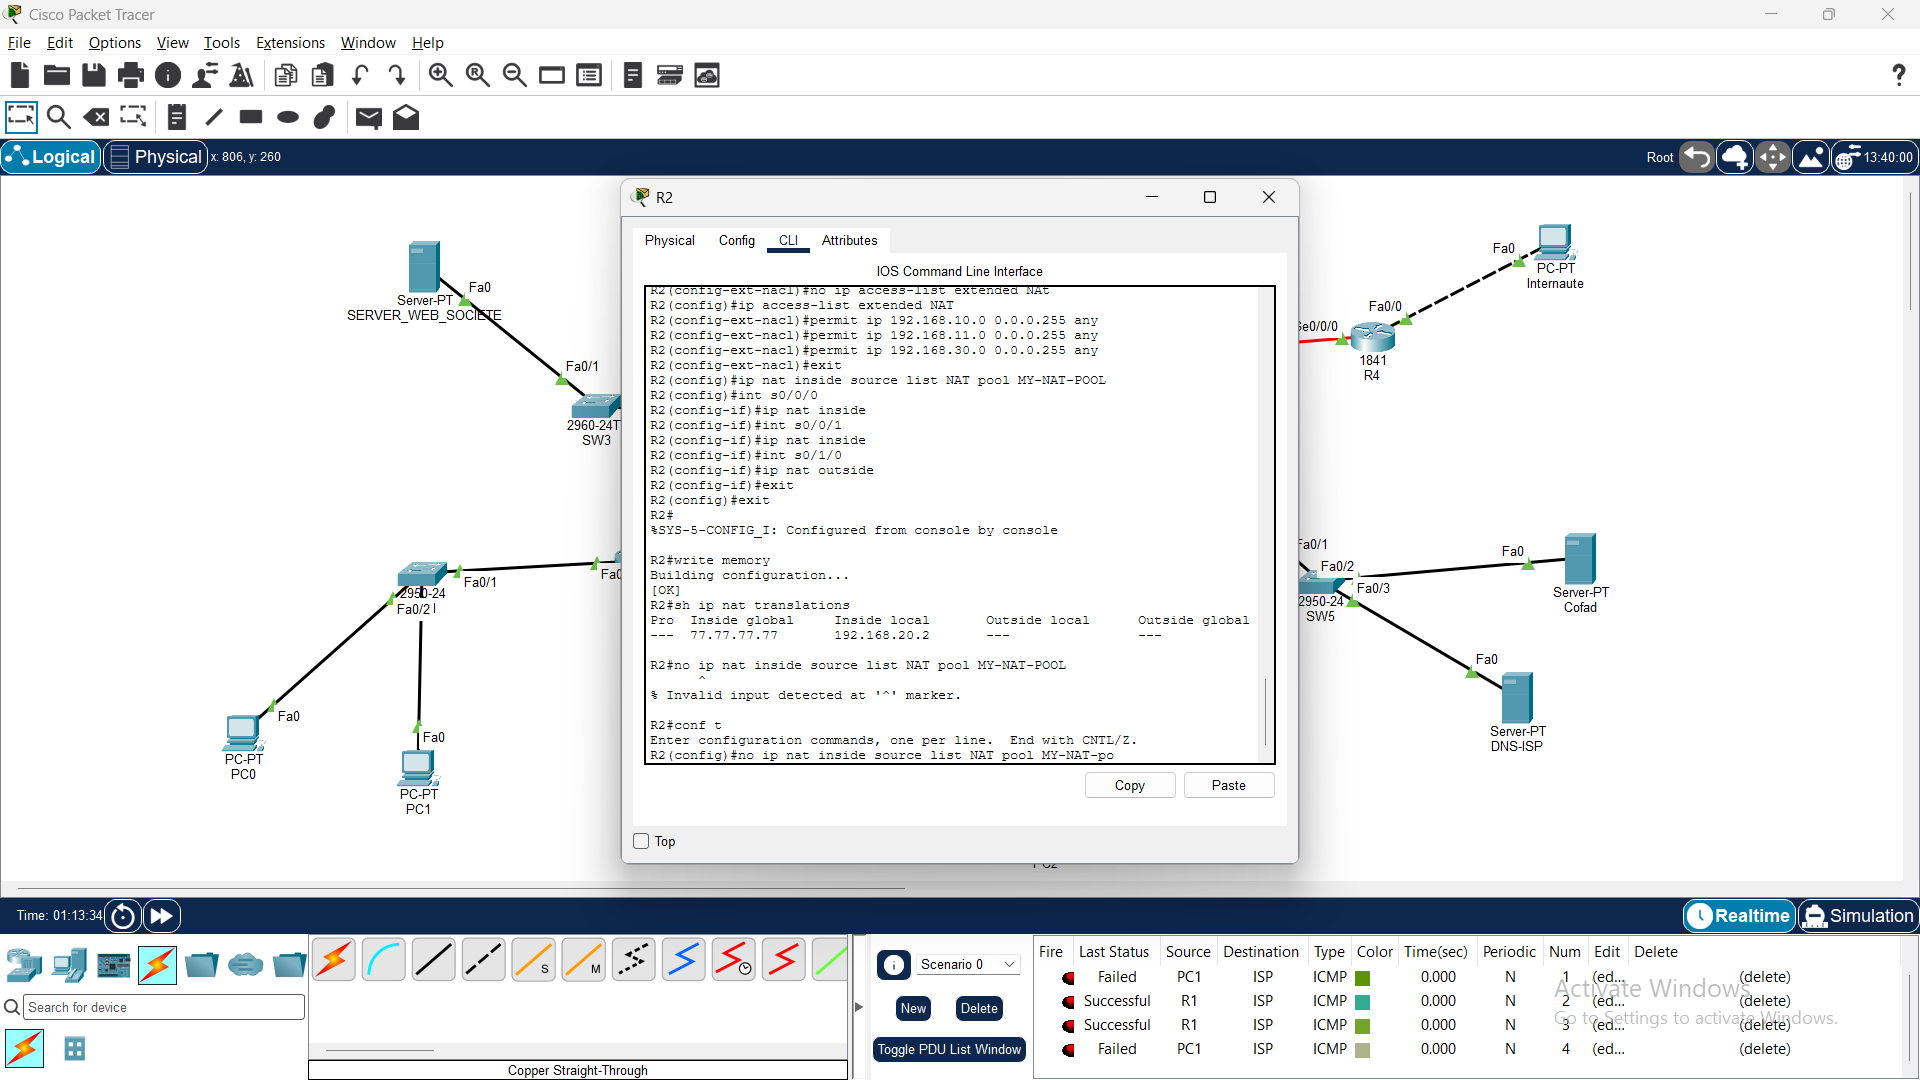 Cisco Packet Tracer
File Edit Options View Tools Extensions Window Help
Logical Physical x: 806, y: 260 Root 13:40:00
R2
Physical Config CLI Attributes
IOS Command Line Interface
R2(config-ext-nacl)#no ip access-list extended NAT
R2(config)#ip access-list extended NAT
R2(config-ext-nacl)#permit ip 192.168.10.0 0.0.0.255 any
R2(config-ext-nacl)#permit ip 192.168.11.0 0.0.0.255 any
R2(config-ext-nacl)#permit ip 192.168.30.0 0.0.0.255 any
R2(config-ext-nacl)#exit
R2(config)#ip nat inside source list NAT pool MY-NAT-POOL
R2(config)#int s0/0/0
R2(config-if)#ip nat inside
R2(config-if)#int s0/0/1
R2(config-if)#ip nat inside
R2(config-if)#int s0/1/0
R2(config-if)#ip nat outside
R2(config-if)#exit
R2(config)#exit
R2#
%SYS-5-CONFIG_I: Configured from console by console
R2#write memory
Building configuration...
[OK]
R2#sh ip nat translations
Pro Inside global Inside local Outside local Outside global
--- 77.77.77.77 192.168.20.2 --- ---
R2#no ip nat inside source list NAT pool MY-NAT-POOL
^
% Invalid input detected at '^' marker.
R2#conf t
Enter configuration commands, one per line. End with CNTL/Z.
R2(config)#no ip nat inside source list NAT pool MY-NAT-po
Copy Paste
Top
Fa0
Server-PT
SERVER_WEB_SOCIETE
Fa0/1
2960-24T
SW3
Fa0/1
2950-24
Fa0/2
Fa0
PC-PT
PC0
Fa0
PC-PT
PC1
Fa0
PC-PT
Internaute
Fa0/0
Se0/0/0
1841
R4
Fa0/1
Fa0/2
Fa0/3
2950-24
SW5
Fa0
Server-PT
Cofad
Fa0
Server-PT
DNS-ISP
Time: 01:13:34 Realtime Simulation
Search for device
S M
Copper Straight-Through
Scenario 0
New Delete
Toggle PDU List Window
Fire Last Status Source Destination Type Color Time(sec) Periodic Num Edit Delete
Failed PC1 ISP ICMP 0.000 N 1 (ed... (delete)
Successful R1 ISP ICMP 0.000 N 2 (ed... (delete)
Successful R1 ISP ICMP 0.000 N 3 (ed... (delete)
Failed PC1 ISP ICMP 0.000 N 4 (ed... (delete)
Activate Windows
Go to Settings to activate Windows.